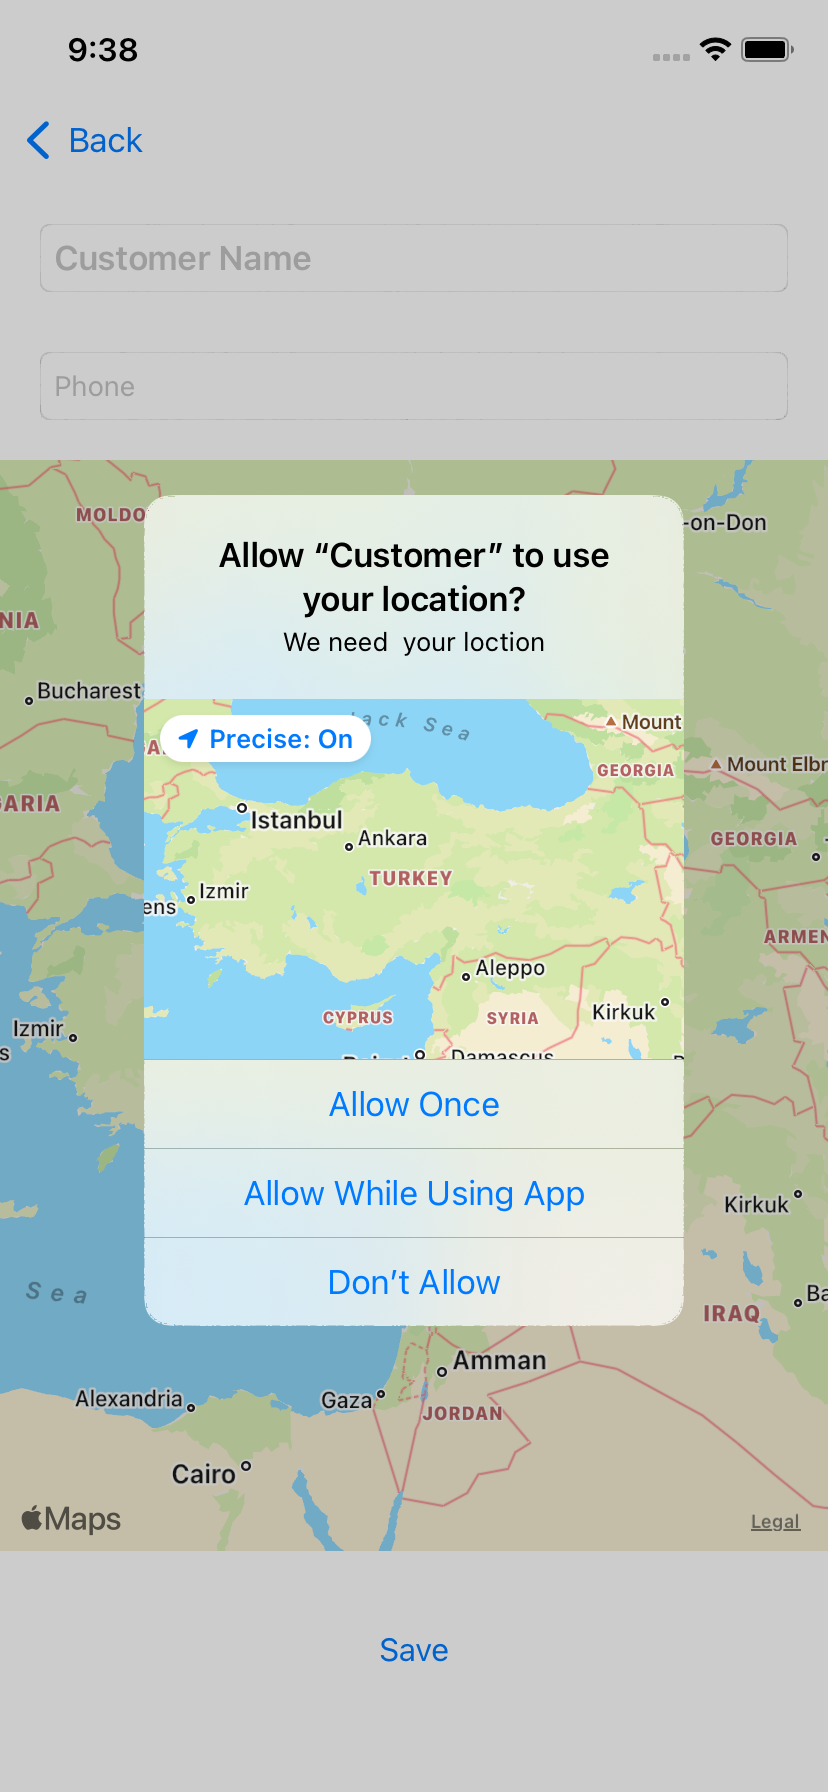 9:38
Back
Customer Name
Phone
MOLDO
-on-Don
Allow “Customer” to use
your location?
We need  your loction
NIA
Bucharest
ack Sea
Mount
Precise: On
GEORGIA
Mount Elbr
GARIA
Istanbul
Ankara
GEORGIA
TURKEY
Izmir
ens
ARMEN
Aleppo
CYPRUS
SYRIA
Kirkuk
Izmir
s
Damascus
Allow Once
Allow While Using App
Kirkuk
Don’t Allow
Sea
Ba
IRAQ
Amman
Alexandria
Gaza
JORDAN
Cairo
Maps
Legal
Save